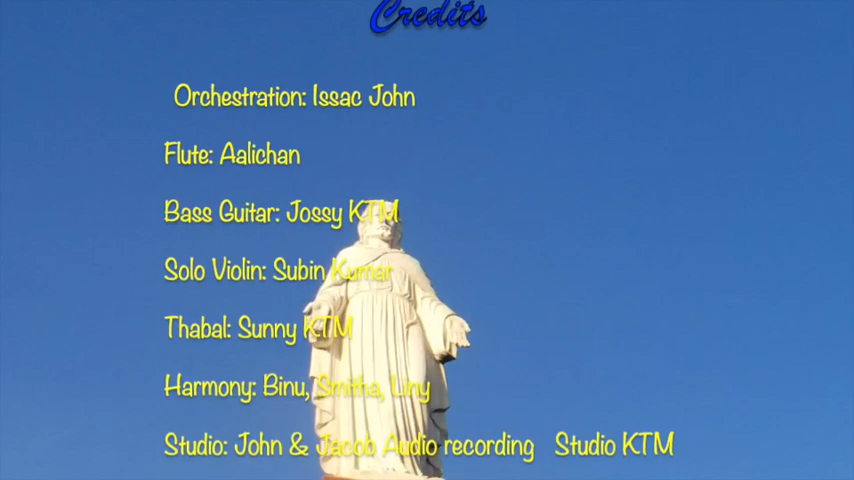 Credits
Orchestration: Issac John
Flute: Aalichan
Bass Guitar: Jossy KTM
Solo Violin: Subin Kumar
Thabal: Sunny KTM
Harmony: Binu, Smitha, Liny
Studio: John & Jacob Audio recording Studio KTM